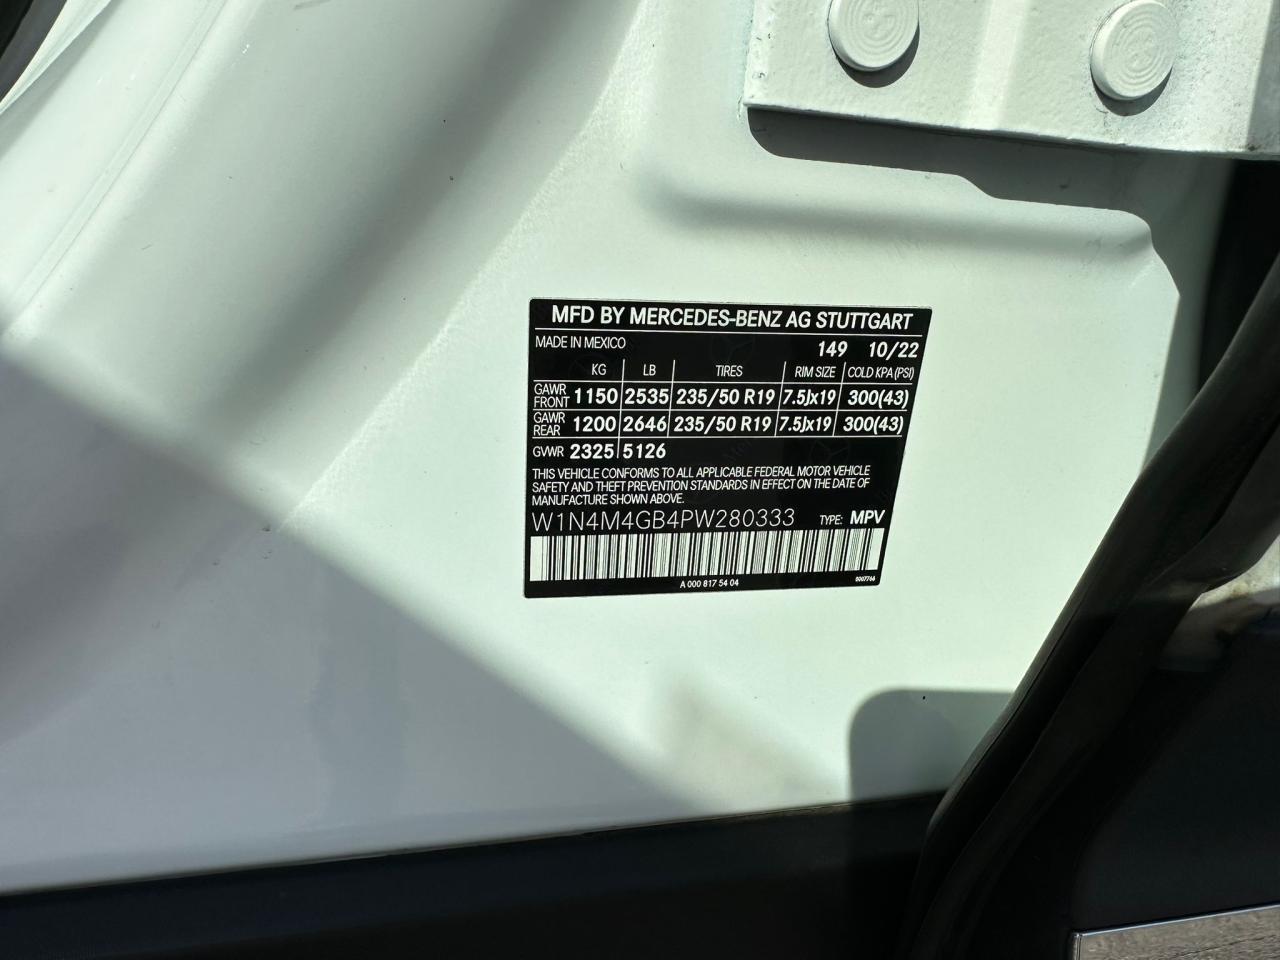 MFD BY MERCEDES-BENZ AG STUTTGART
MADE IN MEXICO 149 10/22
KG LB TIRES RIM SIZE COLD KPA (PSI)
GAWR FRONT 1150 2535 235/50 R19 7.5Jx19 300(43)
GAWR REAR 1200 2646 235/50 R19 7.5Jx19 300(43)
GVWR 2325 5126
THIS VEHICLE CONFORMS TO ALL APPLICABLE FEDERAL MOTOR VEHICLE
SAFETY AND THEFT PREVENTION STANDARDS IN EFFECT ON THE DATE OF
MANUFACTURE SHOWN ABOVE.
W1N4M4GB4PW280333 TYPE: MPV
A 000 817 54 04